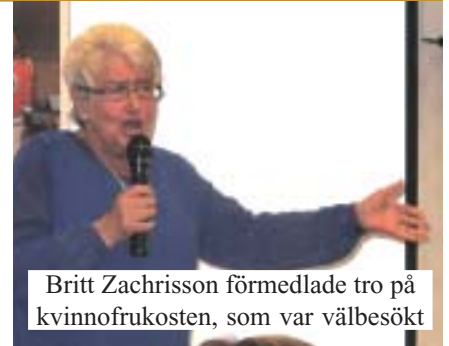 Britt Zachrisson förmedlade tro på
kvinnofrukosten, som var välbesökt